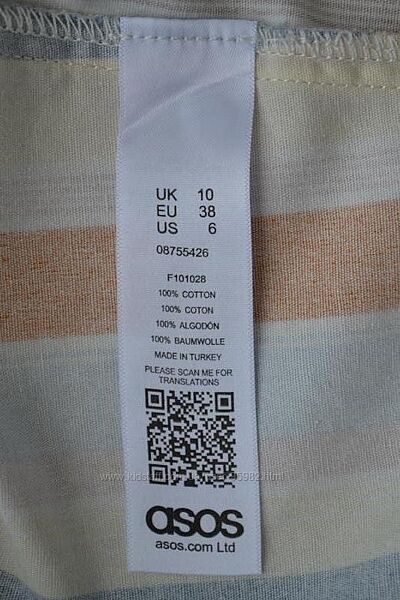 UK 10
EU 38
US 6
08755426
F101028
100% COTTON
100% COTON
100% ALGODÓN
100% BAUMWOLLE
MADE IN TURKEY
PLEASE SCAN ME FOR
TRANSLATIONS
asos
asos.com Ltd